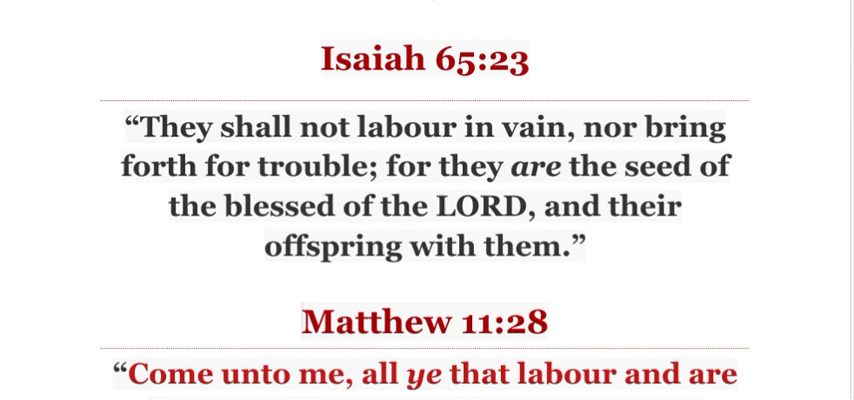 Isaiah 65:23
“They shall not labour in vain, nor bring
forth for trouble; for they are the seed of
the blessed of the LORD, and their
offspring with them.”
Matthew 11:28
“Come unto me, all ye that labour and are